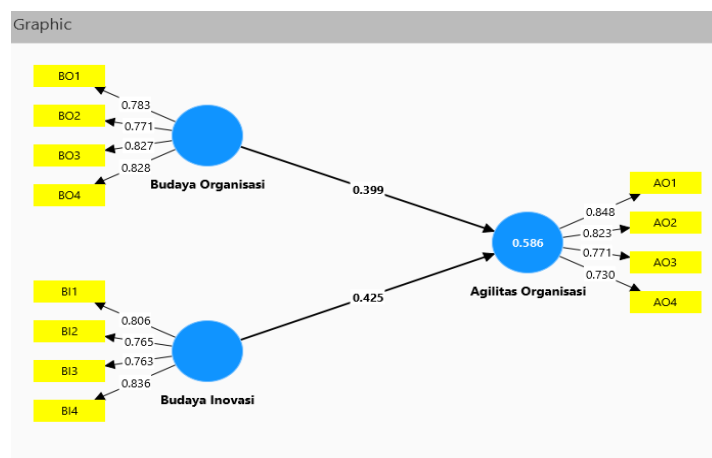 Graphic
BO1
BO2
BO3
BO4
0.783
0.771
0.827
0.828
Budaya Organisasi
0.399
BI1
BI2
BI3
BI4
0.806
0.765
0.763
0.836
Budaya Inovasi
0.425
0.586
Agilitas Organisasi
0.848
0.823
0.771
0.730
AO1
AO2
AO3
AO4